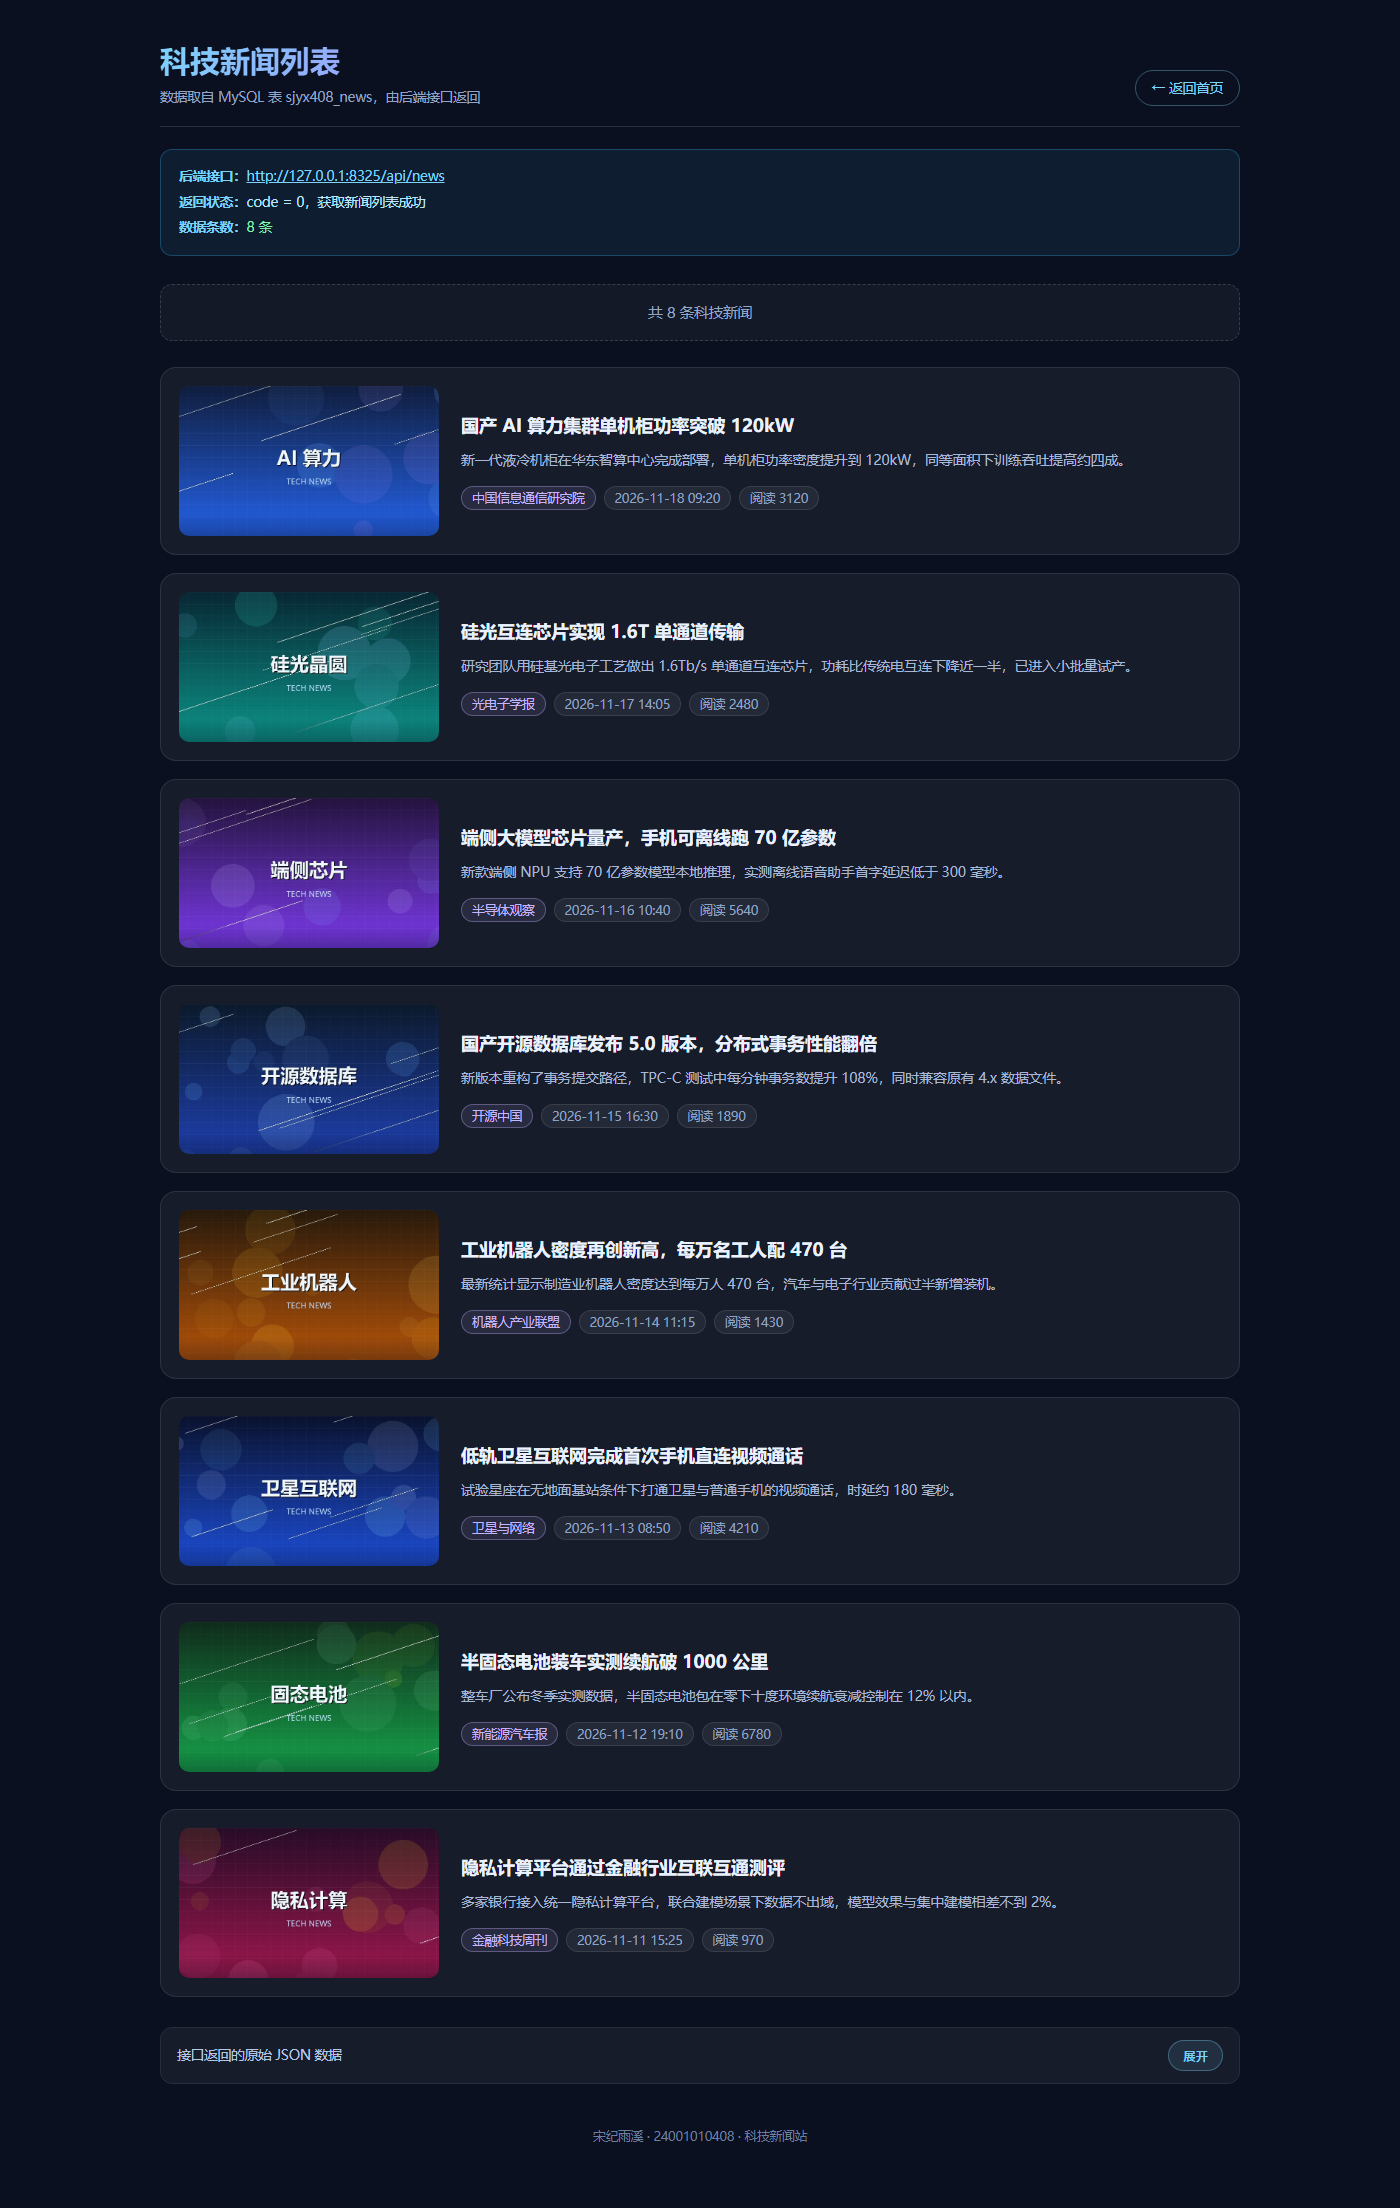 科技新闻列表
数据取自 MySQL 表 sjyx408_news，由后端接口返回
← 返回首页
后端接口：http://127.0.0.1:8325/api/news
返回状态：code = 0，获取新闻列表成功
数据条数：8 条
共 8 条科技新闻
AI 算力
TECH NEWS
国产 AI 算力集群单机柜功率突破 120kW
新一代液冷机柜在华东智算中心完成部署，单机柜功率密度提升到 120kW，同等面积下训练吞吐提高约四成。
中国信息通信研究院 2026-11-18 09:20 阅读 3120
硅光晶圆
TECH NEWS
硅光互连芯片实现 1.6T 单通道传输
研究团队用硅基光电子工艺做出 1.6Tb/s 单通道互连芯片，功耗比传统电互连下降近一半，已进入小批量试产。
光电子学报 2026-11-17 14:05 阅读 2480
端侧芯片
TECH NEWS
端侧大模型芯片量产，手机可离线跑 70 亿参数
新款端侧 NPU 支持 70 亿参数模型本地推理，实测离线语音助手首字延迟低于 300 毫秒。
半导体观察 2026-11-16 10:40 阅读 5640
开源数据库
TECH NEWS
国产开源数据库发布 5.0 版本，分布式事务性能翻倍
新版本重构了事务提交路径，TPC-C 测试中每分钟事务数提升 108%，同时兼容原有 4.x 数据文件。
开源中国 2026-11-15 16:30 阅读 1890
工业机器人
TECH NEWS
工业机器人密度再创新高，每万名工人配 470 台
最新统计显示制造业机器人密度达到每万人 470 台，汽车与电子行业贡献过半新增装机。
机器人产业联盟 2026-11-14 11:15 阅读 1430
卫星互联网
TECH NEWS
低轨卫星互联网完成首次手机直连视频通话
试验星座在无地面基站条件下打通卫星与普通手机的视频通话，时延约 180 毫秒。
卫星与网络 2026-11-13 08:50 阅读 4210
固态电池
TECH NEWS
半固态电池装车实测续航破 1000 公里
整车厂公布冬季实测数据，半固态电池包在零下十度环境续航衰减控制在 12% 以内。
新能源汽车报 2026-11-12 19:10 阅读 6780
隐私计算
TECH NEWS
隐私计算平台通过金融行业互联互通测评
多家银行接入统一隐私计算平台，联合建模场景下数据不出域，模型效果与集中建模相差不到 2%。
金融科技周刊 2026-11-11 15:25 阅读 970
接口返回的原始 JSON 数据
展开
宋纪雨溪 · 24001010408 · 科技新闻站